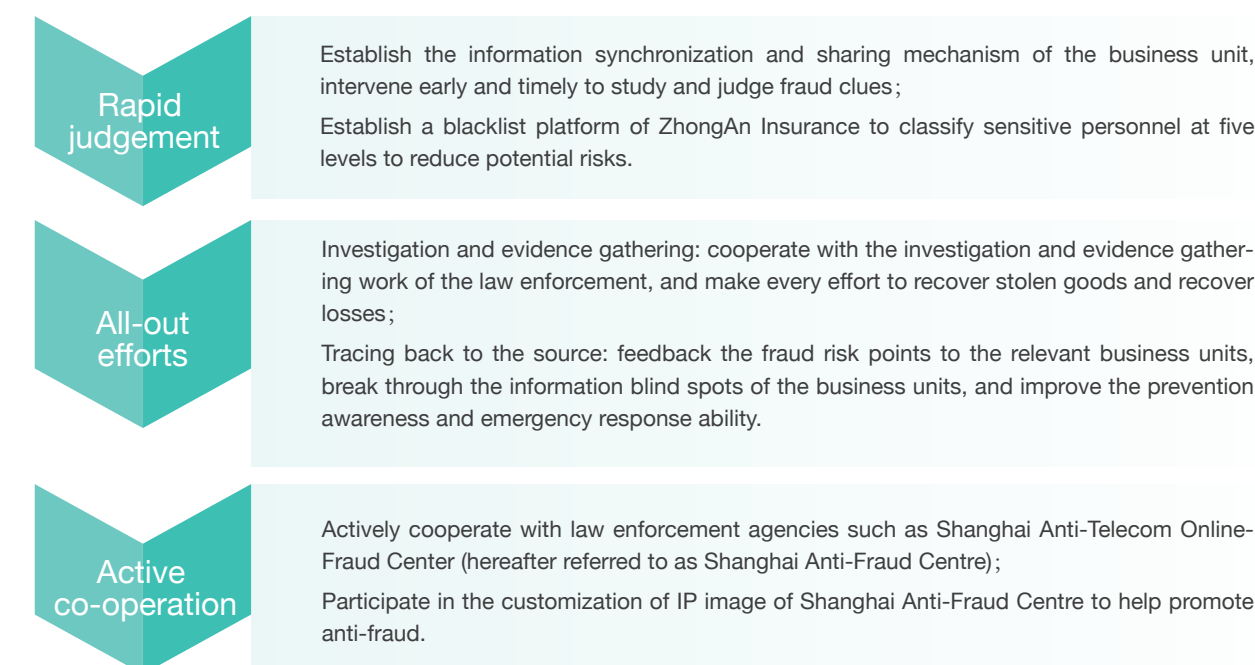 Rapid
judgement
Establish the information synchronization and sharing mechanism of the business unit,
intervene early and timely to study and judge fraud clues;
Establish a blacklist platform of ZhongAn Insurance to classify sensitive personnel at five
levels to reduce potential risks.
All-out
efforts
Investigation and evidence gathering: cooperate with the investigation and evidence gather-
ing work of the law enforcement, and make every effort to recover stolen goods and recover
losses;
Tracing back to the source: feedback the fraud risk points to the relevant business units,
break through the information blind spots of the business units, and improve the prevention
awareness and emergency response ability.
Active
co-operation
Actively cooperate with law enforcement agencies such as Shanghai Anti-Telecom Online-
Fraud Center (hereafter referred to as Shanghai Anti-Fraud Centre);
Participate in the customization of IP image of Shanghai Anti-Fraud Centre to help promote
anti-fraud.